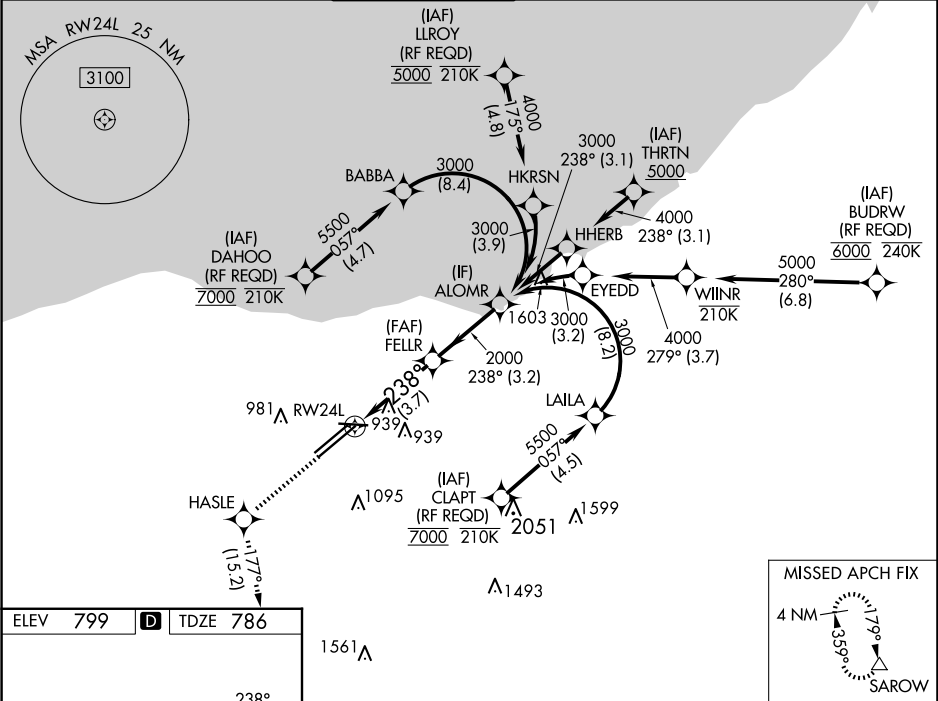 MSA RW24L 25 NM
3100
(IAF)
LLROY
(RF REQD)
5000 210K
4000
175°
(4.8)
3000
238° (3.1)
(IAF)
THRTN
5000
BABBA
3000
(8.4)
HKRSN
4000
238° (3.1)
(IAF)
BUDRW
(RF REQD)
6000 240K
5500
057°
(4.7)
3000
(3.9)
HHERB
(IAF)
DAHOO
(RF REQD)
7000 210K
(IF)
ALOMR
EYEDD
WIINR
210K
5000
280°
(6.8)
1603
3000
(3.2)
3000
(8.2)
4000
279° (3.7)
(FAF)
FELLR
2000
238° (3.2)
238°
(3.7)
981
RW24L
939
939
LAILA
5500
057°
(4.5)
(IAF)
CLAPT
(RF REQD)
7000 210K
1095
2051
1599
HASLE
177°
(15.2)
1493
1561
ELEV 799 D TDZE 786
238°
MISSED APCH FIX
4 NM
179°
359°
SAROW